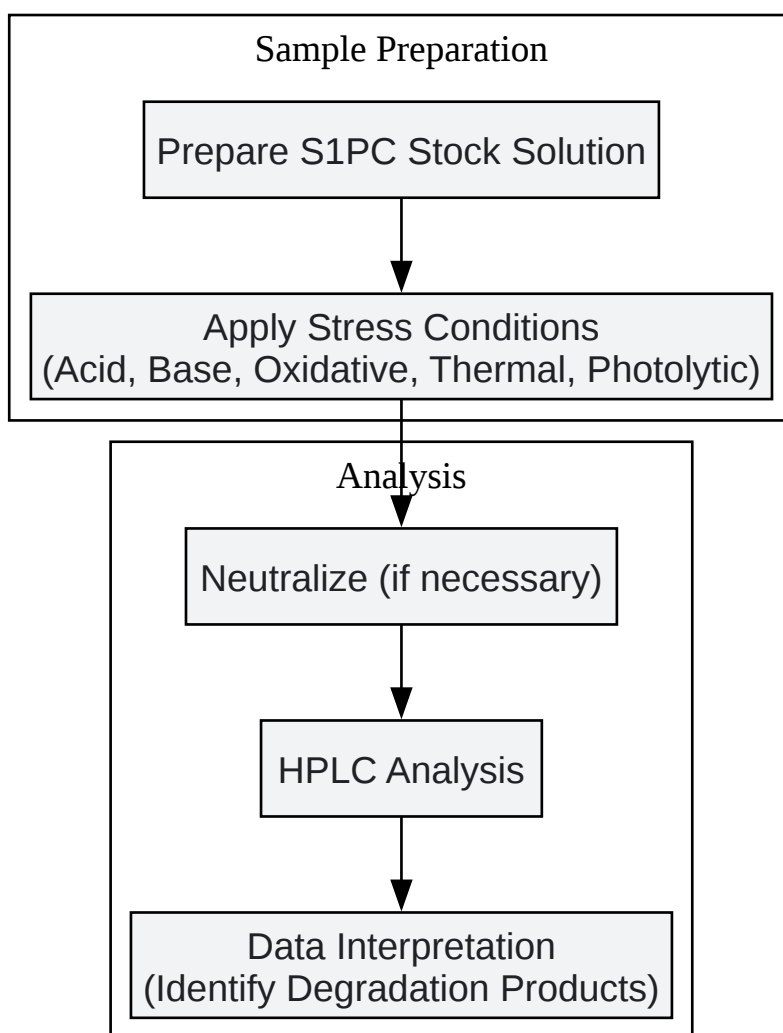 Sample Preparation
Prepare S1PC Stock Solution
Apply Stress Conditions
(Acid, Base, Oxidative, Thermal, Photolytic)
Analysis
Neutralize (if necessary)
HPLC Analysis
Data Interpretation
(Identify Degradation Products)